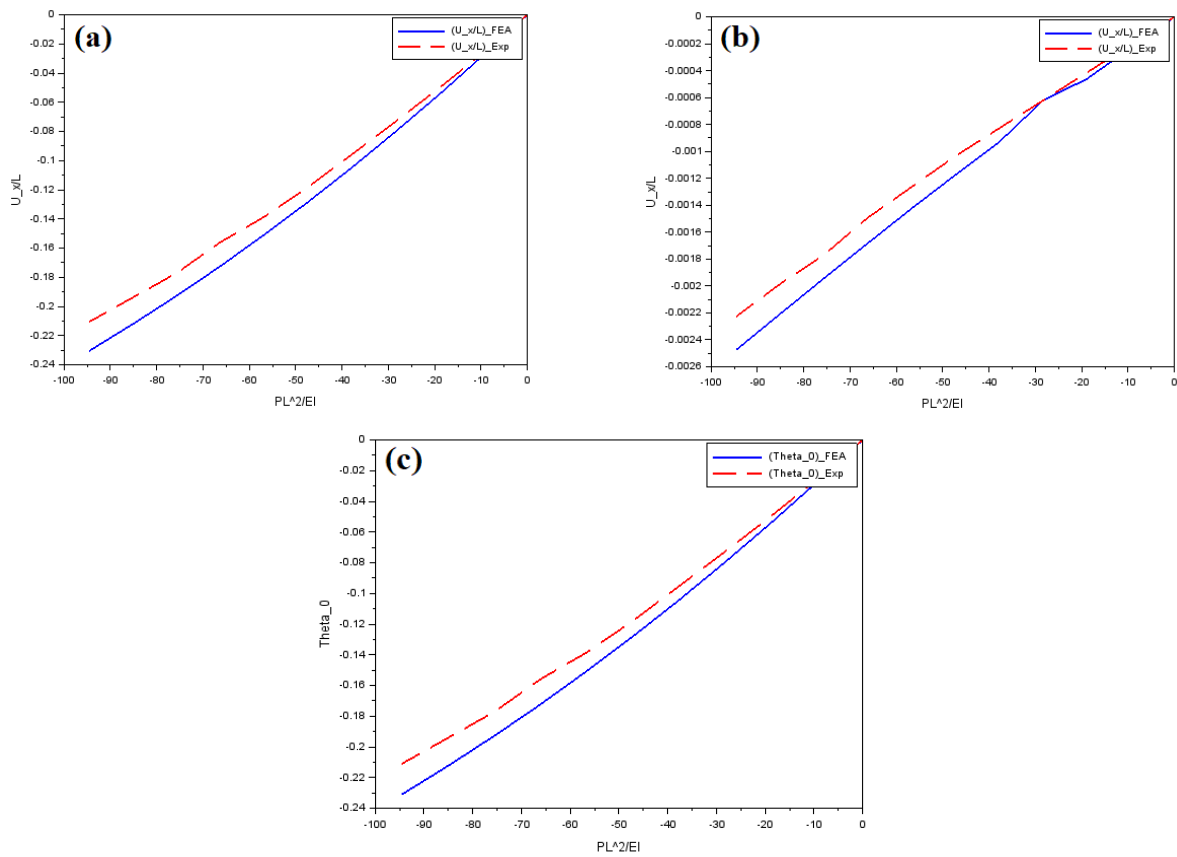 (a)
(U_x/L)_FEA
(U_x/L)_Exp
0
-0.02
-0.04
-0.06
-0.08
-0.1
-0.12
-0.14
-0.16
-0.18
-0.2
-0.22
-0.24
U_x/L
-100 -90 -80 -70 -60 -50 -40 -30 -20 -10 0
PL^2/EI
(b)
(U_x/L)_FEA
(U_x/L)_Exp
0
-0.0002
-0.0004
-0.0006
-0.0008
-0.001
-0.0012
-0.0014
-0.0016
-0.0018
-0.002
-0.0022
-0.0024
-0.0026
U_x/L
-100 -90 -80 -70 -60 -50 -40 -30 -20 -10 0
PL^2/EI
(c)
(Theta_0)_FEA
(Theta_0)_Exp
0
-0.02
-0.04
-0.06
-0.08
-0.1
-0.12
-0.14
-0.16
-0.18
-0.2
-0.22
-0.24
Theta_0
-100 -90 -80 -70 -60 -50 -40 -30 -20 -10 0
PL^2/EI